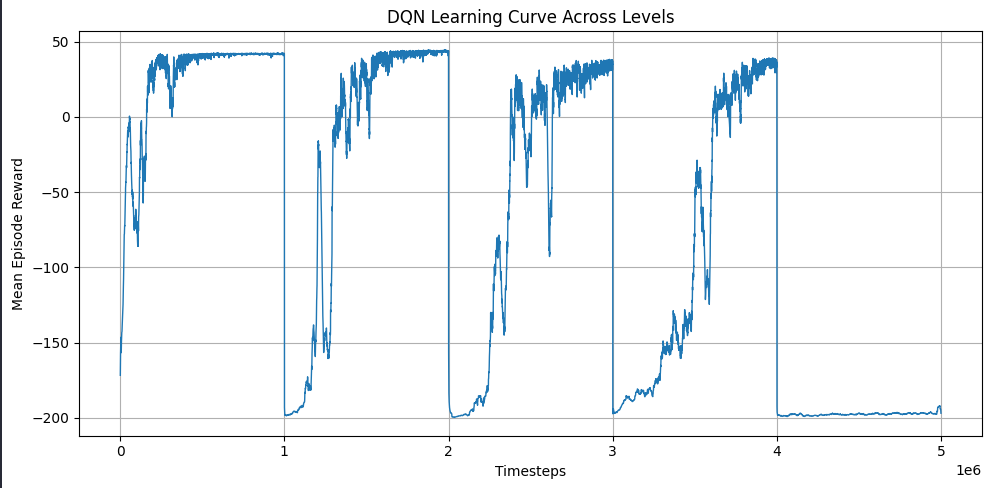 DQN Learning Curve Across Levels
50
0
−50
−100
−150
−200
Mean Episode Reward
0 1 2 3 4 5
1e6
Timesteps